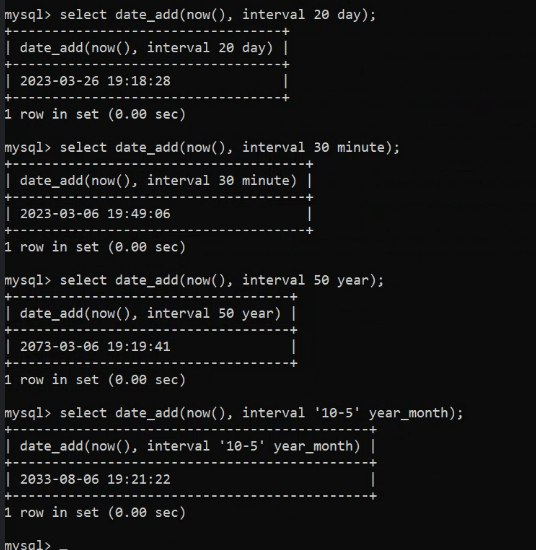 mysql> select date_add(now(), interval 20 day);
+---------------------------------+
| date_add(now(), interval 20 day) |
+---------------------------------+
| 2023-03-26 19:18:28              |
+---------------------------------+
1 row in set (0.00 sec)
mysql> select date_add(now(), interval 30 minute);
+-------------------------------------+
| date_add(now(), interval 30 minute) |
+-------------------------------------+
| 2023-03-06 19:49:06                 |
+-------------------------------------+
1 row in set (0.00 sec)
mysql> select date_add(now(), interval 50 year);
+-----------------------------------+
| date_add(now(), interval 50 year) |
+-----------------------------------+
| 2073-03-06 19:19:41               |
+-----------------------------------+
1 row in set (0.00 sec)
mysql> select date_add(now(), interval '10-5' year_month);
+---------------------------------------------+
| date_add(now(), interval '10-5' year_month) |
+---------------------------------------------+
| 2033-08-06 19:21:22                         |
+---------------------------------------------+
1 row in set (0.00 sec)
mysql> _